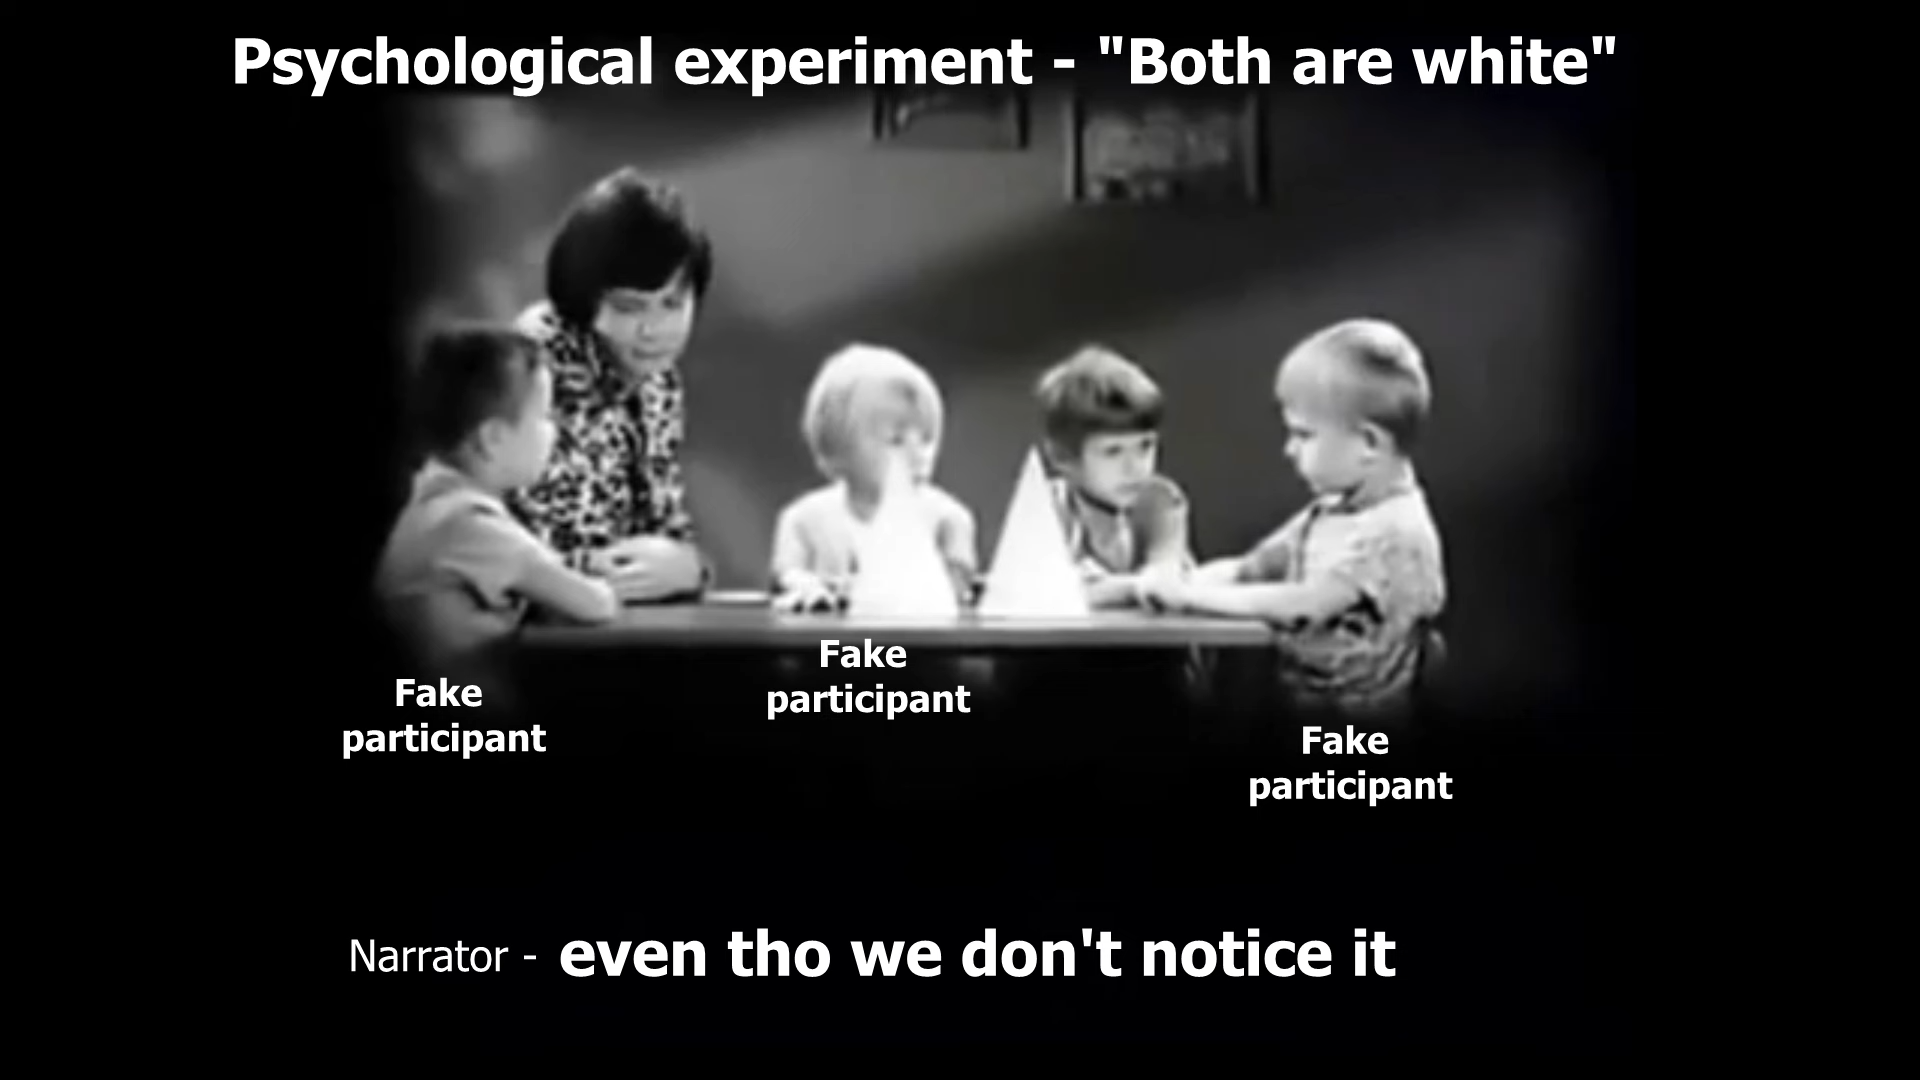 Psychological experiment - "Both are white"
Fake
participant
Fake
participant
Fake
participant
Narrator - even tho we don't notice it